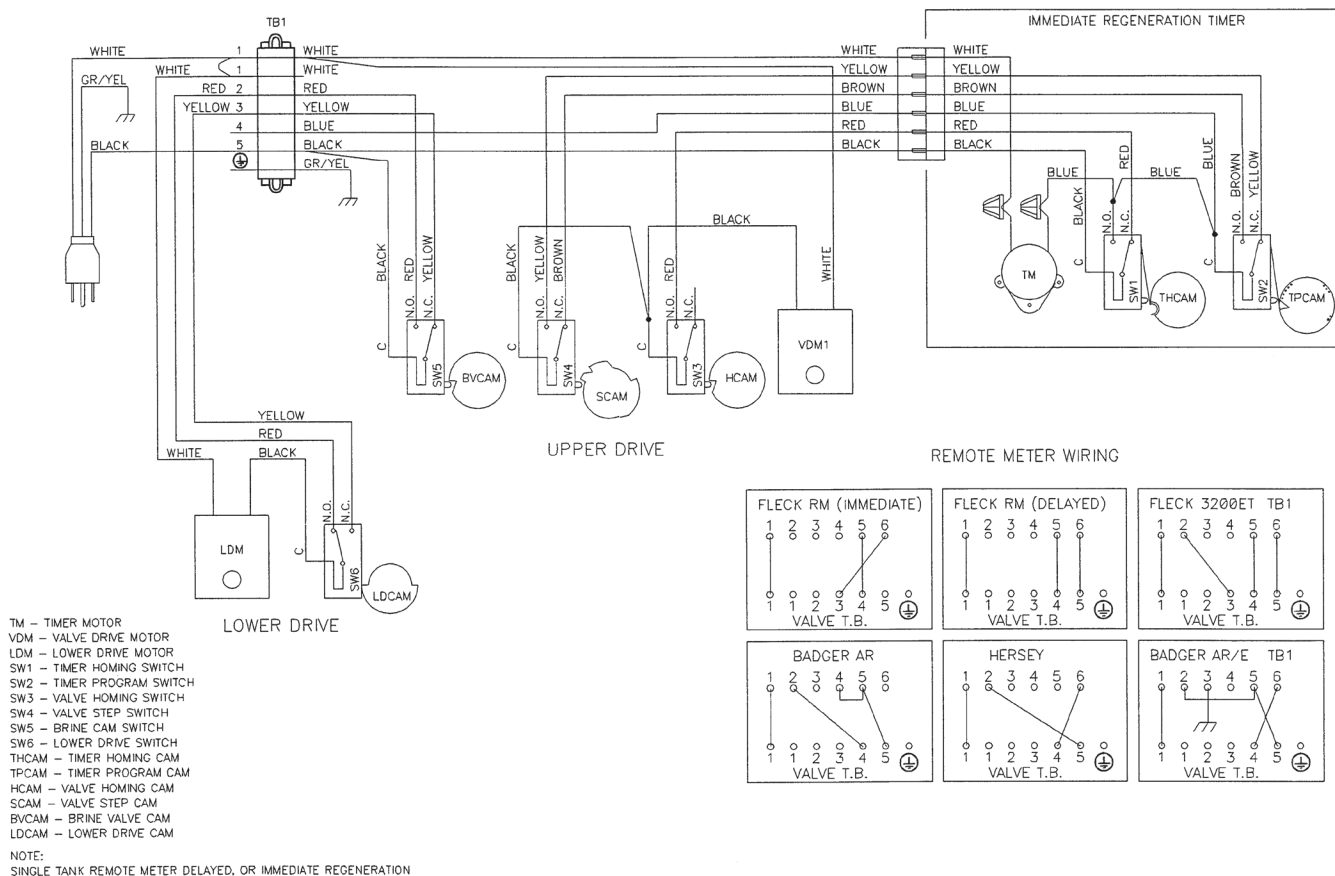 TB1
IMMEDIATE REGENERATION TIMER
WHITE 1 WHITE WHITE WHITE
WHITE 1 WHITE YELLOW YELLOW
GR/YEL RED 2 RED BROWN BROWN
YELLOW 3 YELLOW BLUE BLUE
4 BLUE RED RED
BLACK 5 BLACK BLACK BLACK
GR/YEL
BLUE RED BLUE BLUE BROWN YELLOW
BLACK N.O. N.C. N.O. N.C.
C C
TM SW1 THCAM SW2 TPCAM
BLACK
BLACK RED YELLOW BLACK YELLOW BROWN RED WHITE
N.O. N.C. N.O. N.C. N.O. N.C.
C C C
SW5 BVCAM SW4 SCAM SW3 HCAM VDM1
UPPER DRIVE
YELLOW
RED
WHITE BLACK
N.O. N.C.
C
LDM SW6 LDCAM
LOWER DRIVE
REMOTE METER WIRING
FLECK RM (IMMEDIATE)
1 2 3 4 5 6
1 1 2 3 4 5
VALVE T.B.
FLECK RM (DELAYED)
1 2 3 4 5 6
1 1 2 3 4 5
VALVE T.B.
FLECK 3200ET TB1
1 2 3 4 5 6
1 1 2 3 4 5
VALVE T.B.
BADGER AR
1 2 3 4 5 6
1 1 2 3 4 5
VALVE T.B.
HERSEY
1 2 3 4 5 6
1 1 2 3 4 5
VALVE T.B.
BADGER AR/E TB1
1 2 3 4 5 6
1 1 2 3 4 5
VALVE T.B.
TM – TIMER MOTOR
VDM – VALVE DRIVE MOTOR
LDM – LOWER DRIVE MOTOR
SW1 – TIMER HOMING SWITCH
SW2 – TIMER PROGRAM SWITCH
SW3 – VALVE HOMING SWITCH
SW4 – VALVE STEP SWITCH
SW5 – BRINE CAM SWITCH
SW6 – LOWER DRIVE SWITCH
THCAM – TIMER HOMING CAM
TPCAM – TIMER PROGRAM CAM
HCAM – VALVE HOMING CAM
SCAM – VALVE STEP CAM
BVCAM – BRINE VALVE CAM
LDCAM – LOWER DRIVE CAM
NOTE:
SINGLE TANK REMOTE METER DELAYED, OR IMMEDIATE REGENERATION